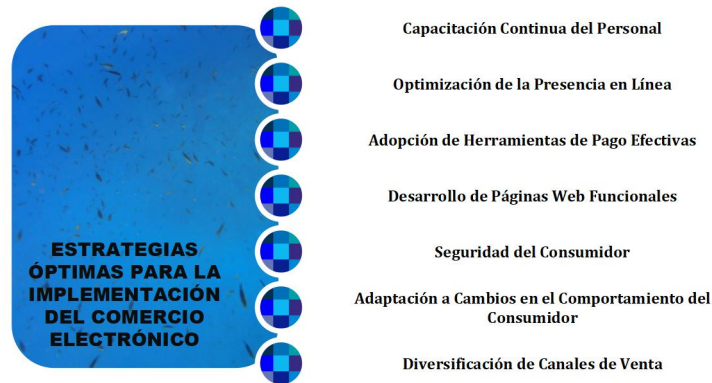 ESTRATEGIAS
ÓPTIMAS PARA LA
IMPLEMENTACIÓN
DEL COMERCIO
ELECTRÓNICO
Capacitación Continua del Personal
Optimización de la Presencia en Línea
Adopción de Herramientas de Pago Efectivas
Desarrollo de Páginas Web Funcionales
Seguridad del Consumidor
Adaptación a Cambios en el Comportamiento del
Consumidor
Diversificación de Canales de Venta